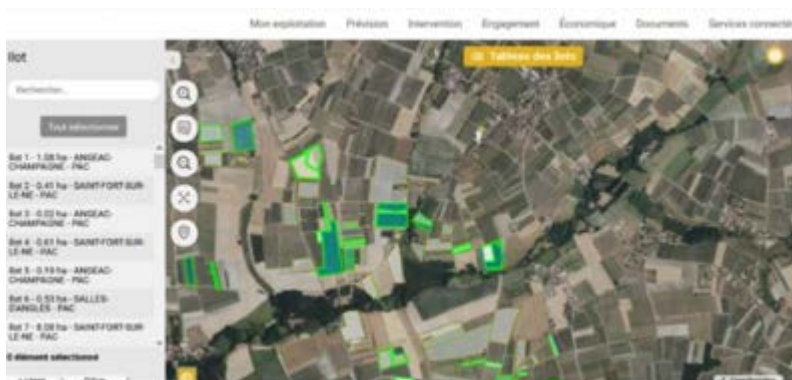 Mon exploitation Prévision Intervention Engagement Économique Documents Services connecté
Ilot
Rechercher...
Tableau des îlots
Tout sélectionner
Ilot 1 - 1.08 ha - ANGEAC-
CHAMPAGNE - PAC
Ilot 2 - 0.41 ha - SAINT-FORT-SUR-
LE-NE - PAC
Ilot 3 - 0.02 ha - ANGEAC-
CHAMPAGNE - PAC
Ilot 4 - 0.61 ha - SAINT-FORT-SUR-
LE-NE - PAC
Ilot 5 - 0.19 ha - ANGEAC-
CHAMPAGNE - PAC
Ilot 6 - 0.53 ha - SALLES-
D'ANGLES - PAC
Ilot 7 - 8.08 ha - SAINT-FORT-SUR-
LE-NE - PAC
0 élément sélectionné